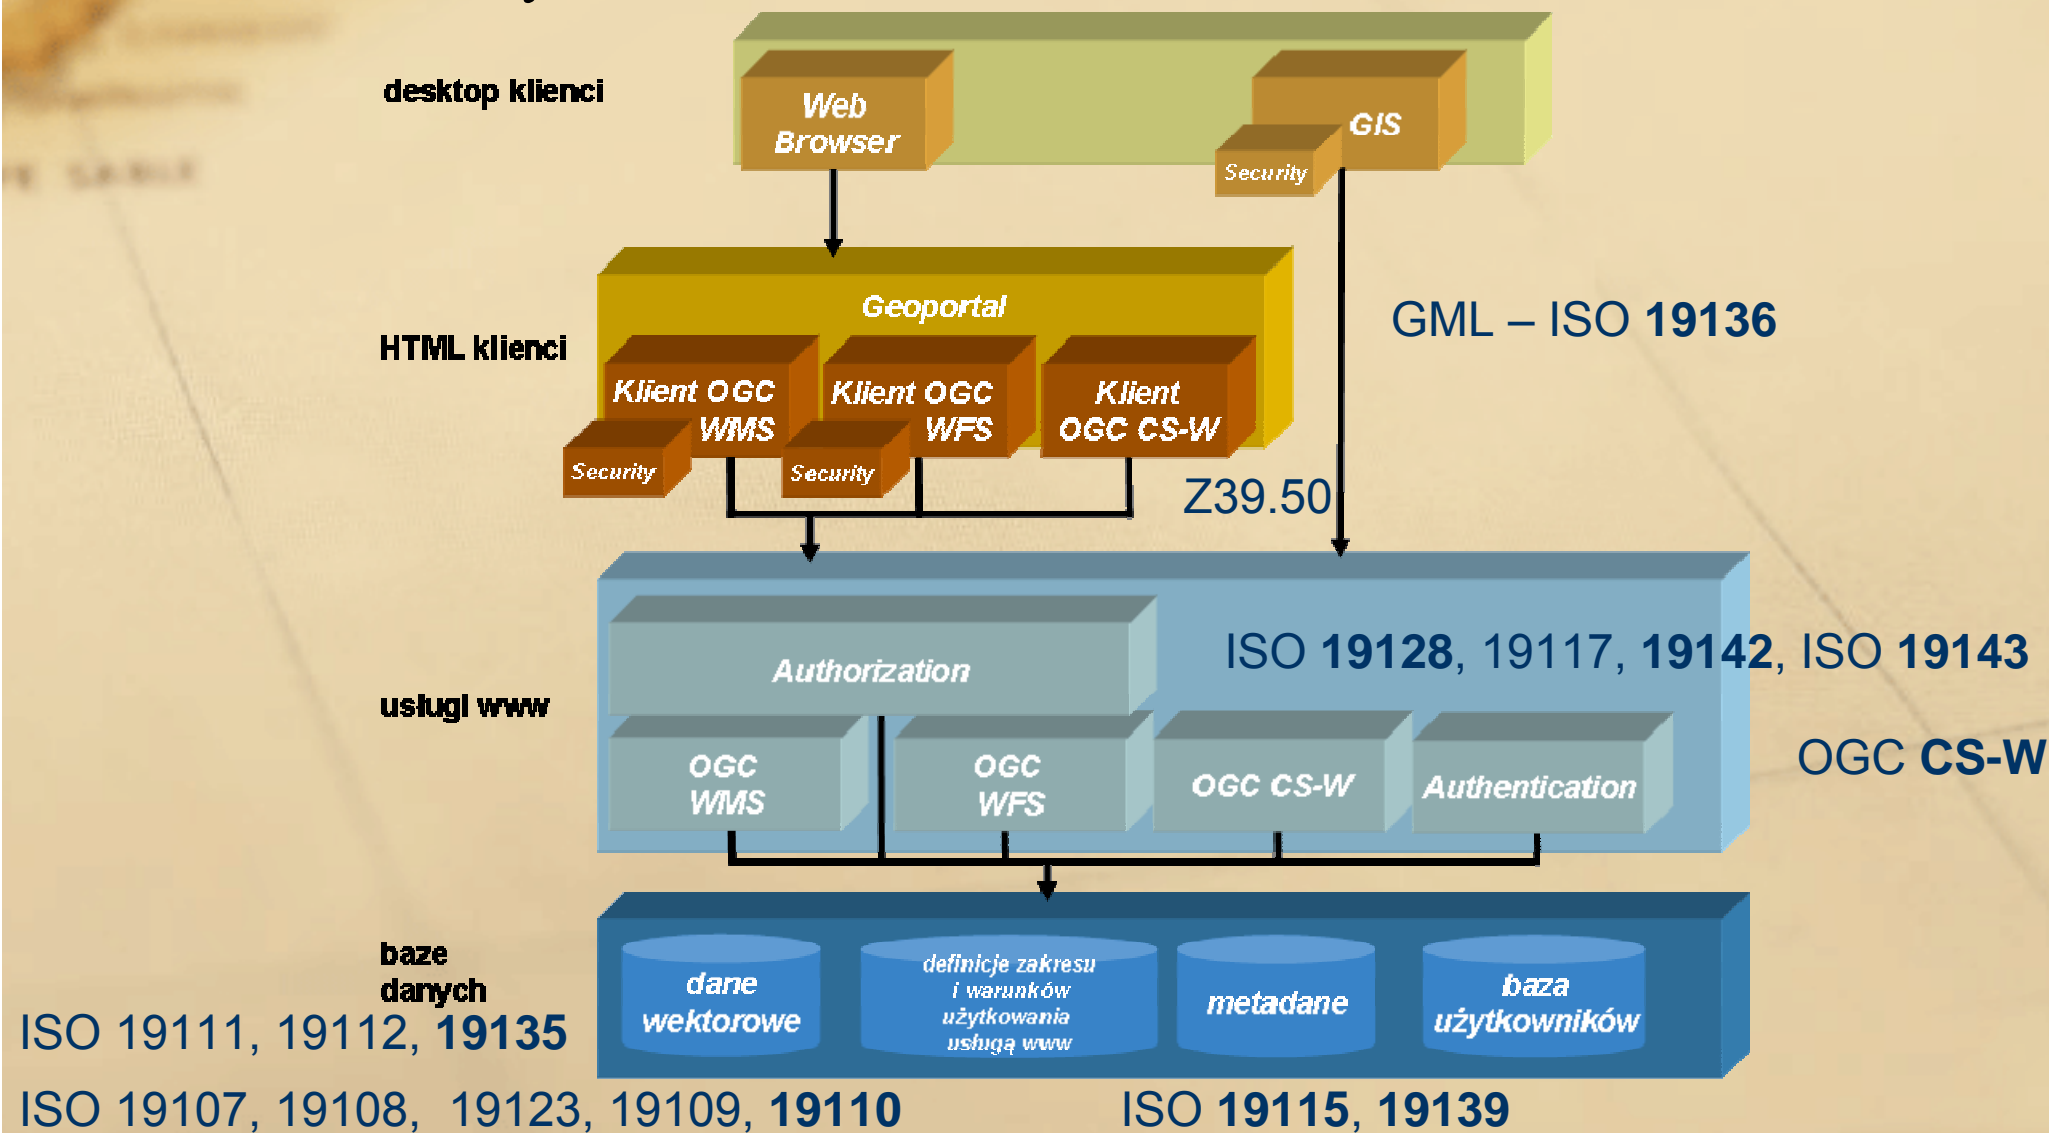 desktop klienci
Web
Browser
GIS
Security
Geoportal
HTML klienci
GML – ISO 19136
Klient OGC
WMS
Klient OGC
WFS
Klient
OGC CS-W
Security
Security
Z39.50
Authorization
ISO 19128, 19117, 19142, ISO 19143
usługi www
OGC
WMS
OGC
WFS
OGC CS-W
Authentication
OGC CS-W
baze
danych
dane
wektorowe
definicje zakresu
i warunków
użytkowania
usługą www
metadane
baza
użytkowników
ISO 19111, 19112, 19135
ISO 19107, 19108, 19123, 19109, 19110
ISO 19115, 19139